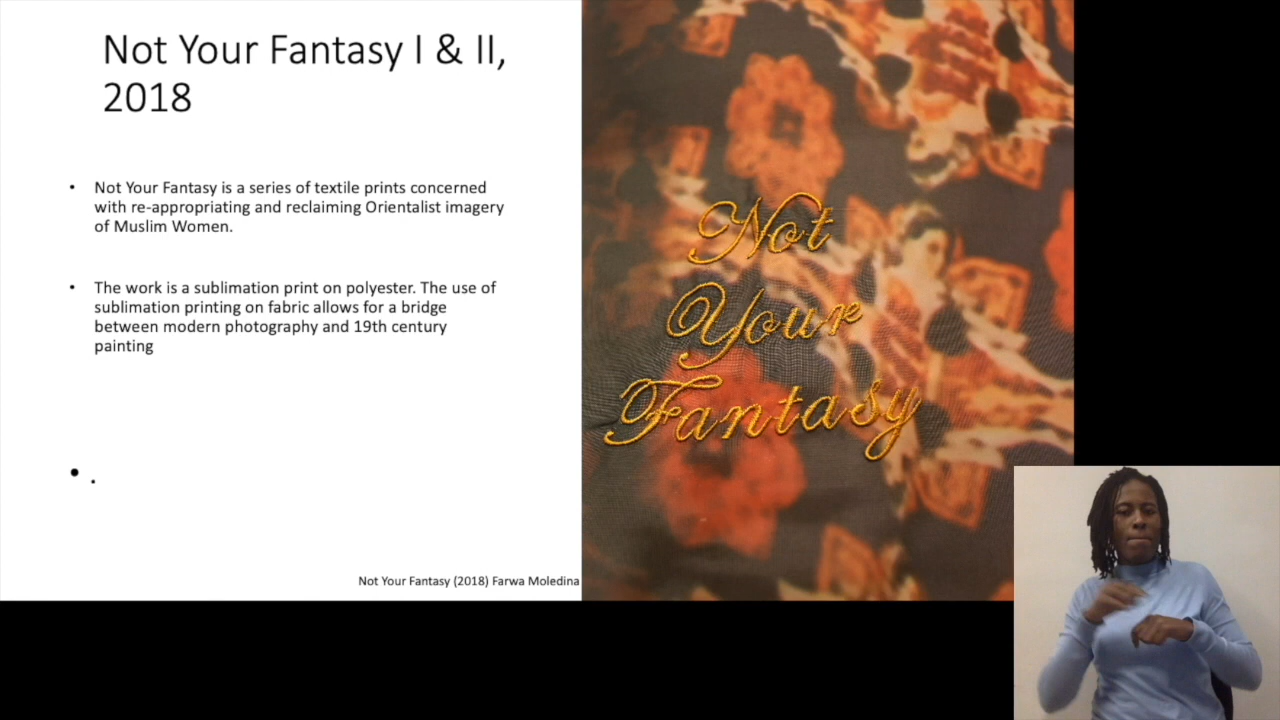 Not Your Fantasy I & II,
2018
• Not Your Fantasy is a series of textile prints concerned
with re-appropriating and reclaiming Orientalist imagery
of Muslim Women.
• The work is a sublimation print on polyester. The use of
sublimation printing on fabric allows for a bridge
between modern photography and 19th century
painting
• .
Not Your Fantasy (2018) Farwa Moledina
Not
Your
Fantasy